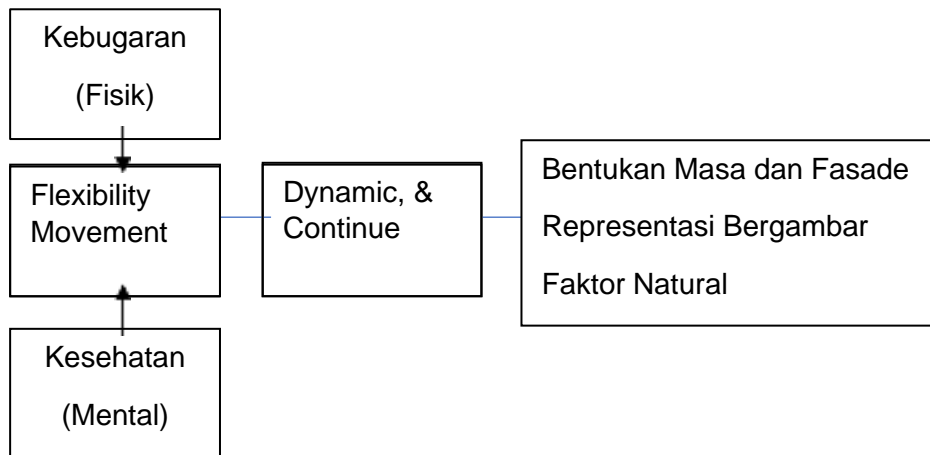 Kebugaran
(Fisik)
Flexibility
Movement
Dynamic, &
Continue
Bentukan Masa dan Fasade
Representasi Bergambar
Faktor Natural
Kesehatan
(Mental)